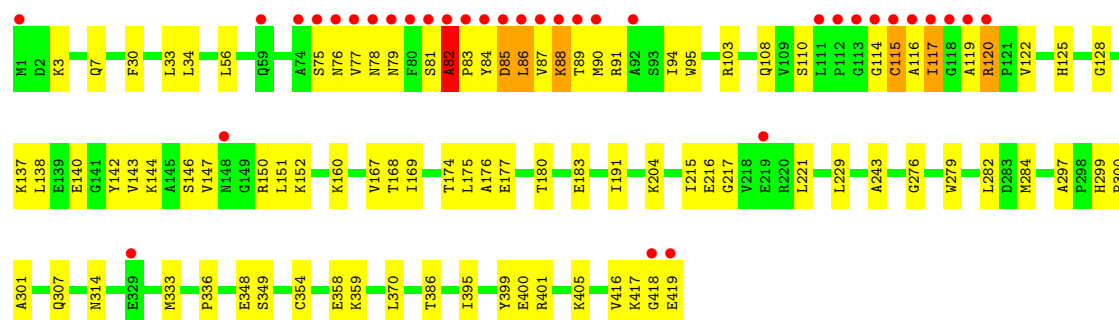 M1 D2 K3 Q7 F30 L33 L34 L56 Q59 A74 S75 N76 V77 N78 N79 F80 S81 A82 P83 Y84 D85 L86 V87 K88 T89 M90 R91 A92 S93 I94 W95 R103 Q108 V109 S110 L111 P112 G113 G114 C115 A116 I117 G118 A119 R120 P121 V122 H125 G128
K137 L138 E139 E140 G141 Y142 V143 K144 A145 S146 V147 N148 G149 R150 L151 K152 K160 V167 T168 I169 T174 L175 A176 E177 T180 E183 I191 K204 I215 E216 G217 V218 E219 R220 L221 L229 A243 G276 W279 L282 D283 M284 A297 P298 H299
A301 Q307 N314 E329 M333 P336 E348 S349 C354 E358 K359 L370 T386 I395 Y399 E400 R401 K405 V416 K417 G418 E419